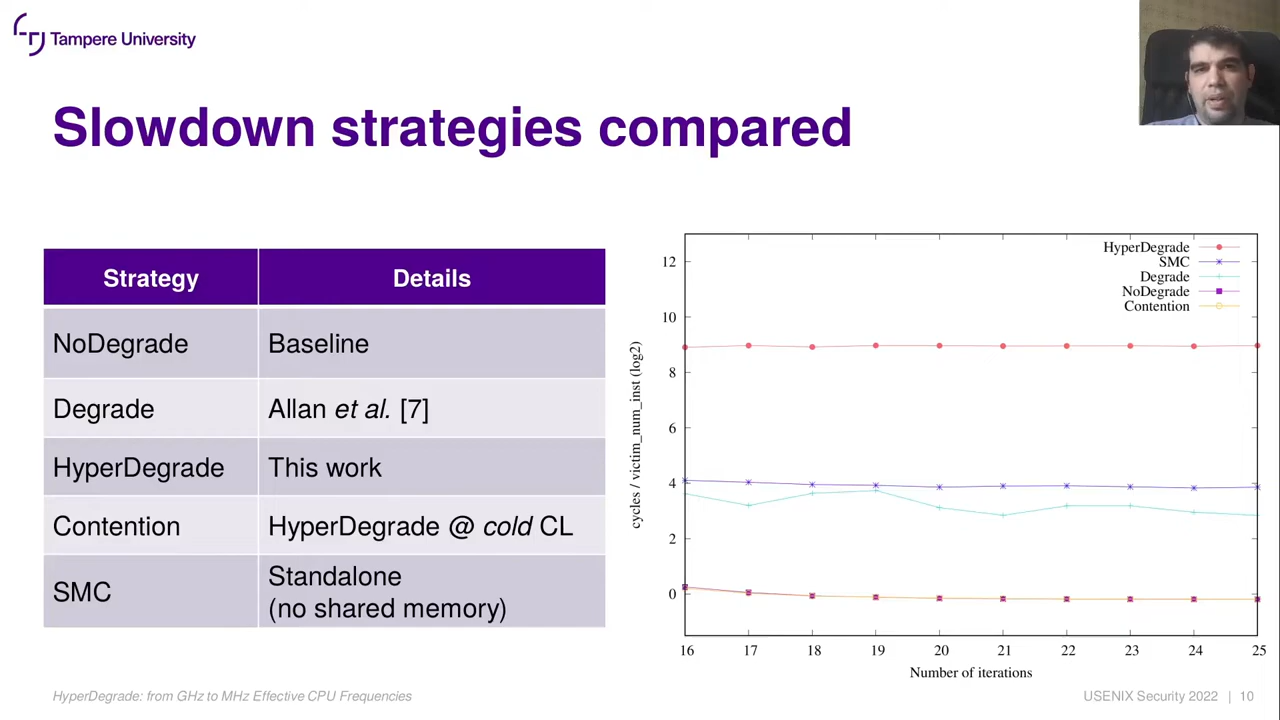 Tampere University
Slowdown strategies compared
Strategy Details
NoDegrade Baseline
Degrade Allan et al. [7]
HyperDegrade This work
Contention HyperDegrade @ cold CL
SMC Standalone
(no shared memory)
HyperDegrade
SMC
Degrade
NoDegrade
Contention
12
10
8
6
4
2
0
cycles / victim_num_inst (log2)
16 17 18 19 20 21 22 23 24 25
Number of iterations
HyperDegrade: from GHz to MHz Effective CPU Frequencies
USENIX Security 2022 | 10